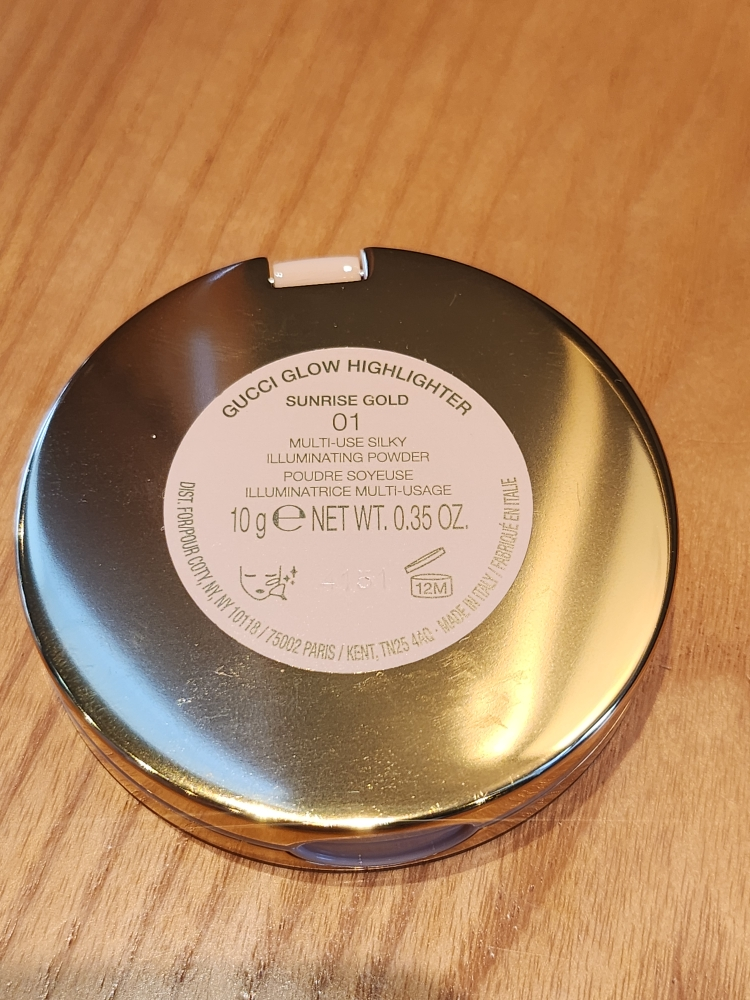 GUCCI GLOW HIGHLIGHTER
SUNRISE GOLD
01
MULTI-USE SILKY
ILLUMINATING POWDER
POUDRE SOYEUSE
ILLUMINATRICE MULTI-USAGE
10 g ℮ NET WT. 0.35 OZ.
12M
DIST. FOR/POUR COTY, NY, NY 10118 / 75002 PARIS / KENT, TN25 4AG - MADE IN ITALY / FABRIQUÉ EN ITALIE